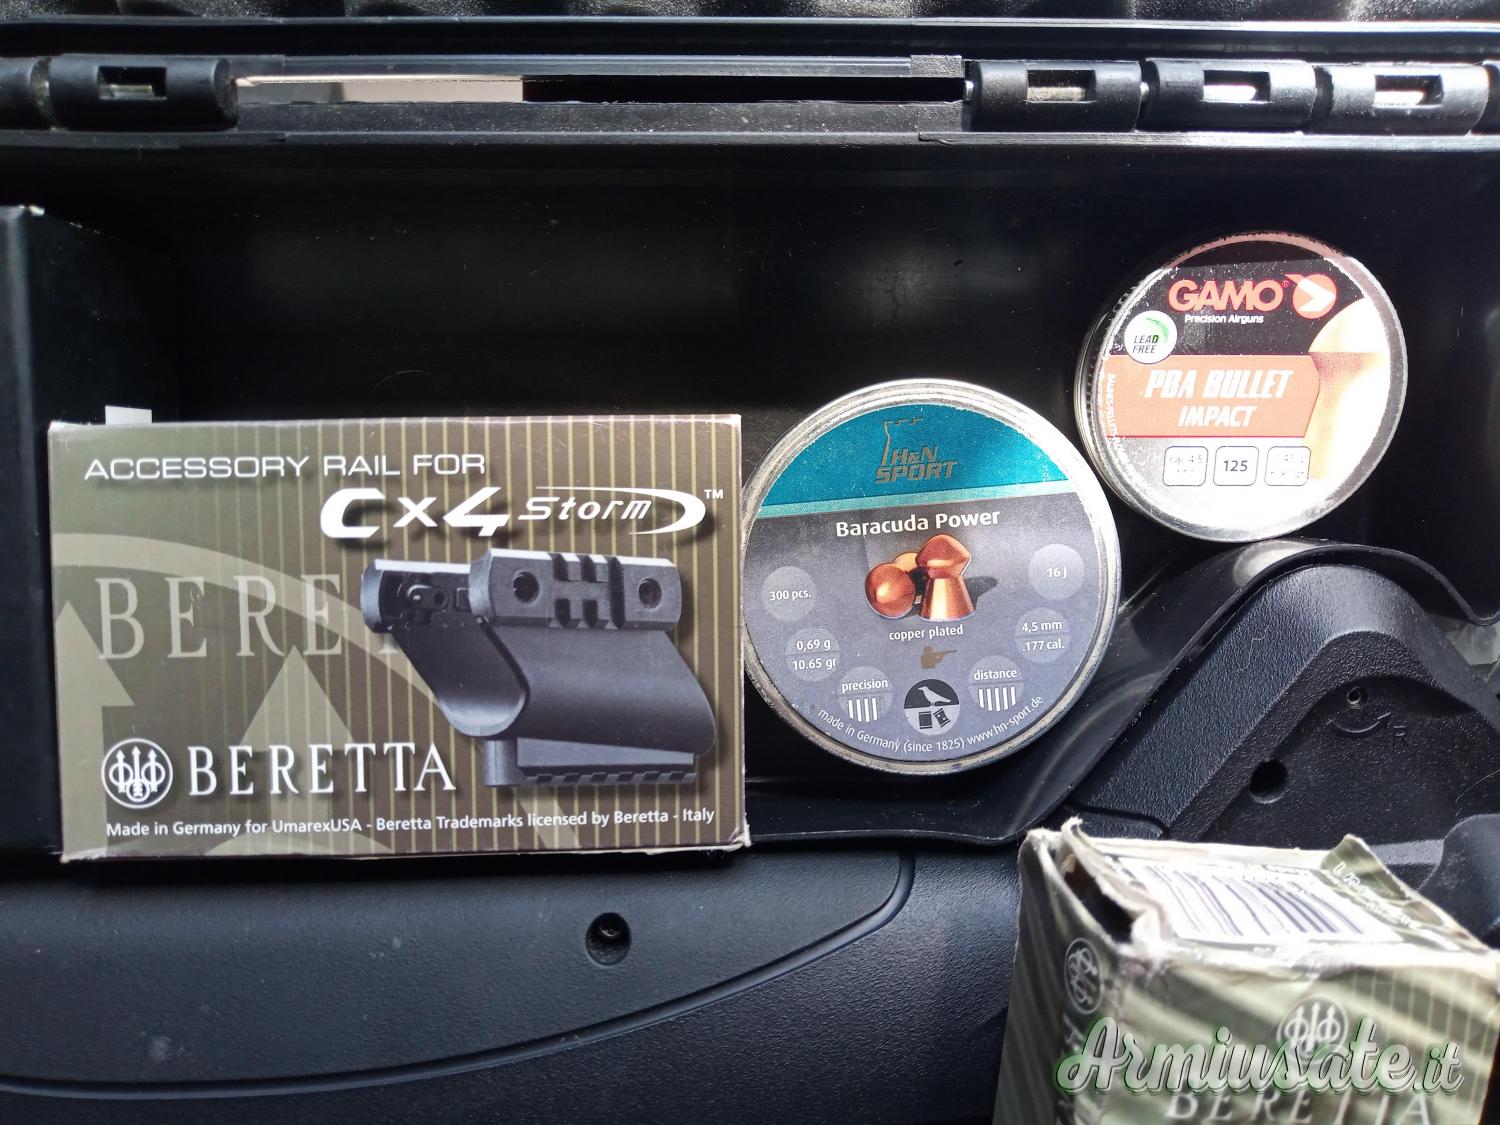 ACCESSORY RAIL FOR
Cx4 storm™
BERE
BERETTA
Made in Germany for UmarexUSA - Beretta Trademarks licensed by Beretta - Italy
H&N
SPORT
Baracuda Power
300 pcs.
16 J
copper plated
0,69 g
10.65 gr
4,5 mm
.177 cal.
precision
distance
made in Germany (since 1825) www.hn-sport.de
GAMO®
Precision Airguns
LEAD
FREE
PBA BULLET
IMPACT
125
BERETTA
Armiusate.it